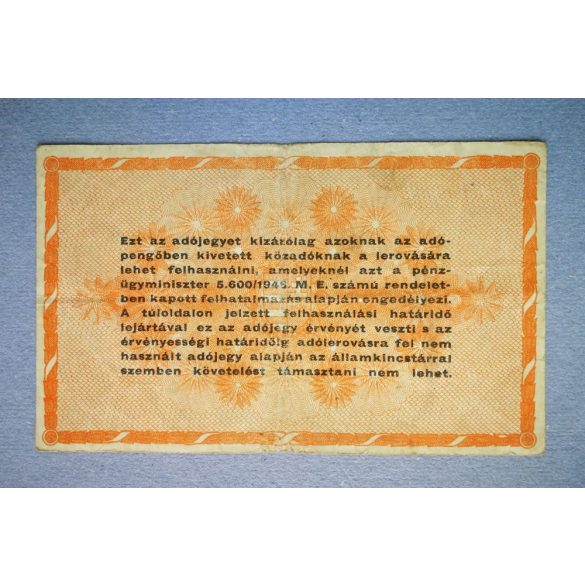 Ezt az adójegyet kizárólag azoknak az adó-
pengőben kivetett közadóknak a lerovására
lehet felhasználni, amelyeknél azt a pénz-
ügyminiszter 5.600/1946. M. E. számú rendelet-
ben kapott felhatalmazás alapján engedélyezi.
A túloldalon jelzett felhasználási határidő
lejártával ez az adójegy érvényét veszti s az
érvényességi határidőig adólerovásra fel nem
használt adójegy alapján az államkincstárral
szemben követelést támasztani nem lehet.